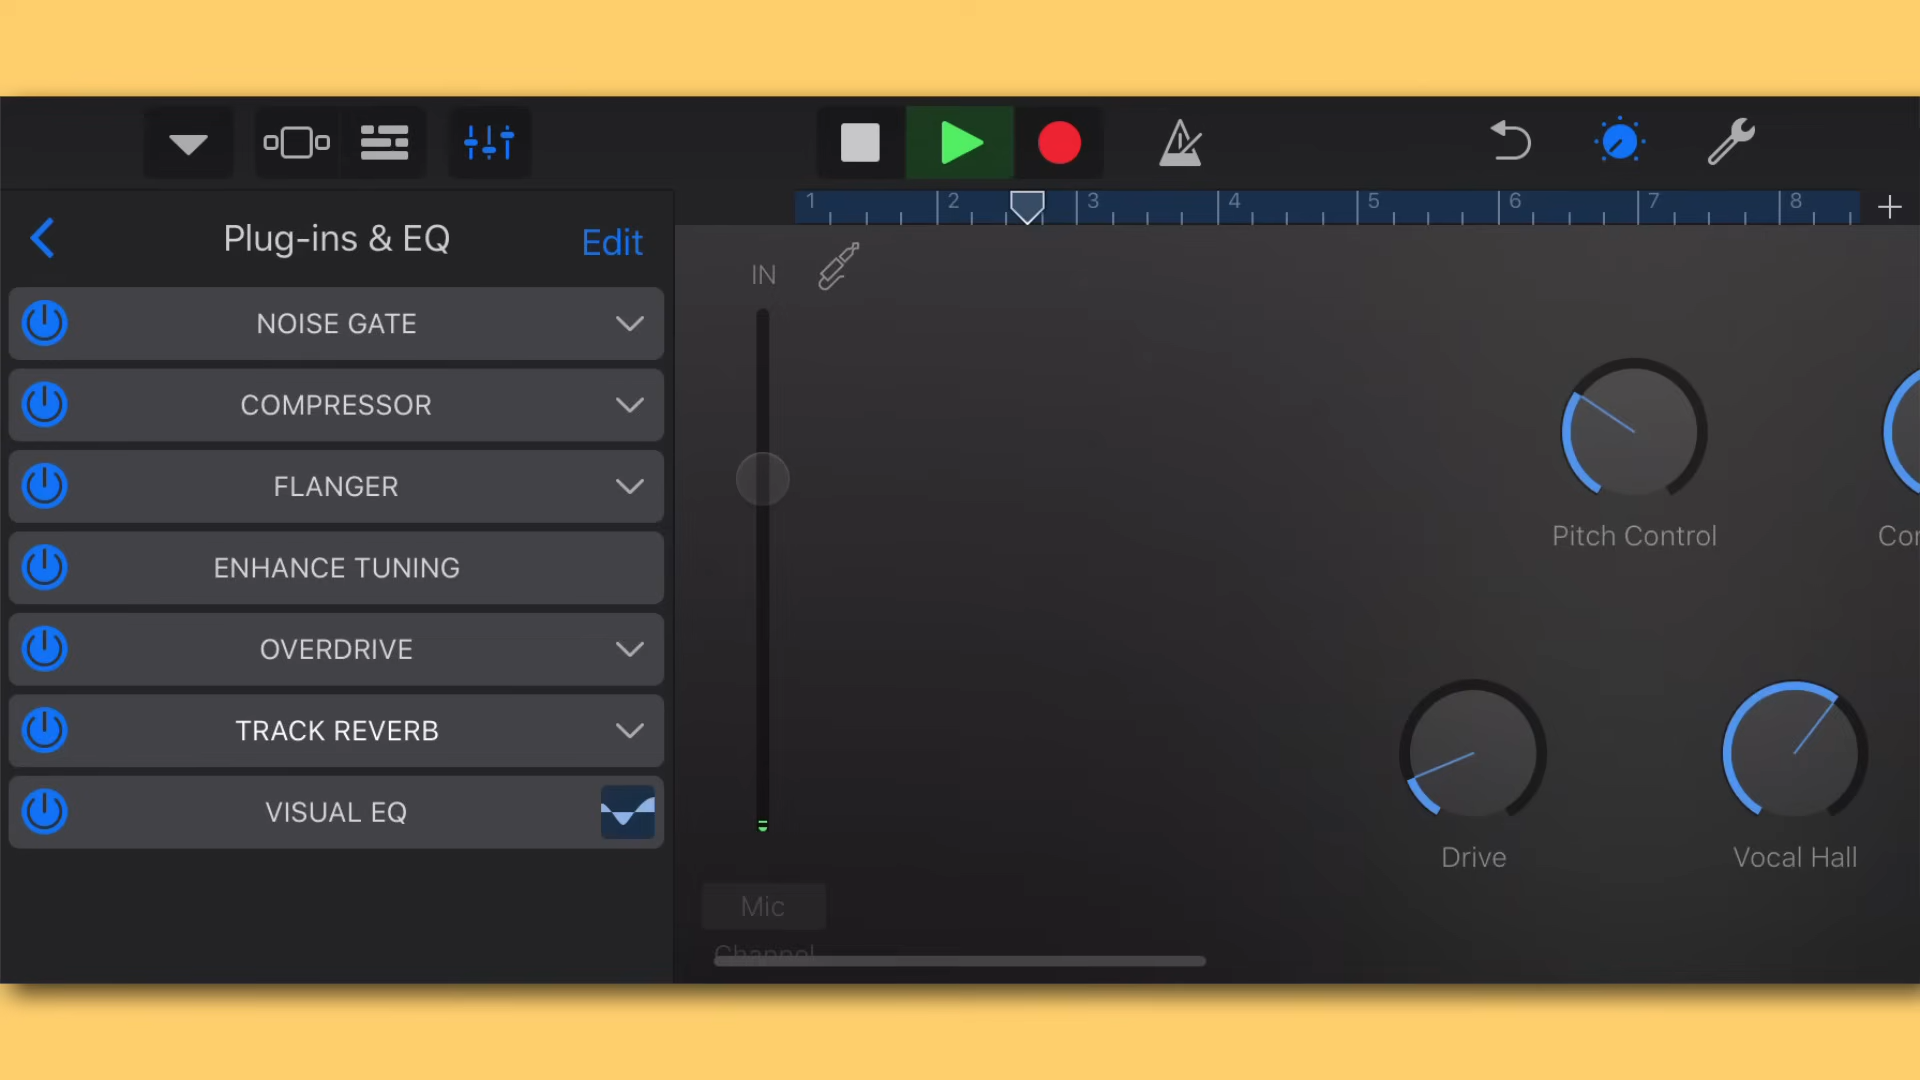 1 2 3 4 5 6 7 8
Plug-ins & EQ
Edit
NOISE GATE
COMPRESSOR
FLANGER
ENHANCE TUNING
OVERDRIVE
TRACK REVERB
VISUAL EQ
IN
Mic
Channel
Pitch Control
Drive
Vocal Hall